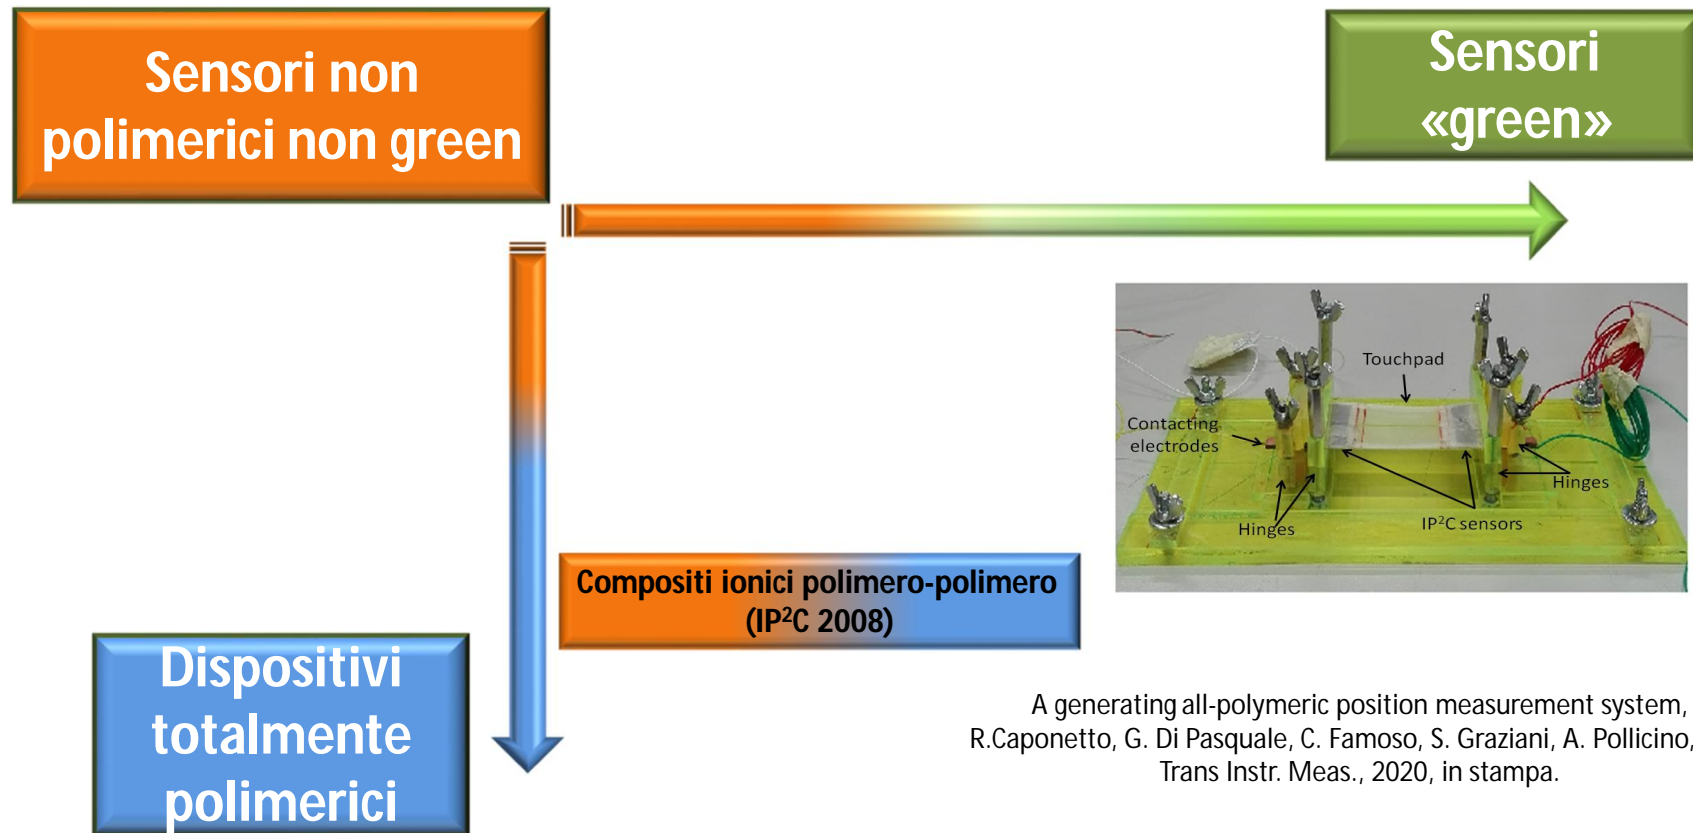 Sensori non
polimerici non green
Sensori
«green»
Touchpad
Contacting
electrodes
Hinges
Hinges
IP²C sensors
Compositi ionici polimero-polimero
(IP²C 2008)
Dispositivi
totalmente
polimerici
A generating all-polymeric position measurement system,
R.Caponetto, G. Di Pasquale, C. Famoso, S. Graziani, A. Pollicino,
Trans Instr. Meas., 2020, in stampa.